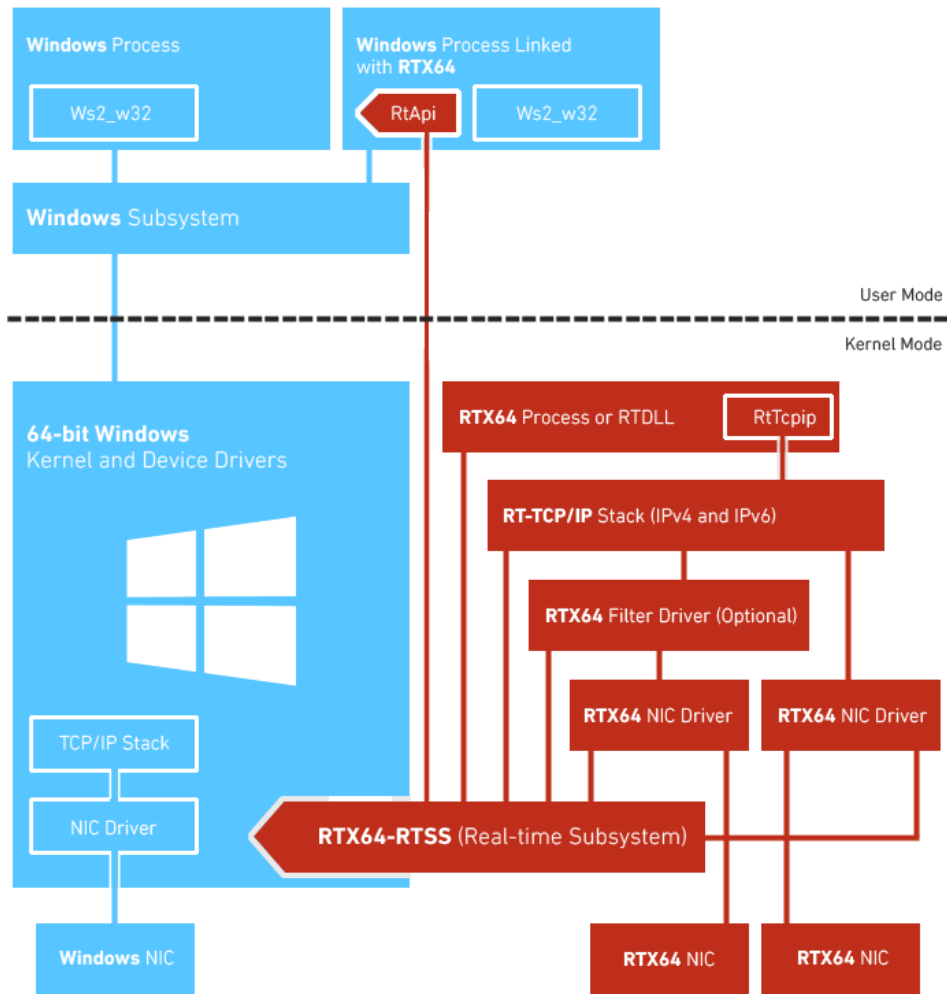 Windows Process
Ws2_w32
Windows Process Linked
with RTX64
RtApi
Ws2_w32
Windows Subsystem
User Mode
Kernel Mode
64-bit Windows
Kernel and Device Drivers
TCP/IP Stack
NIC Driver
Windows NIC
RTX64 Process or RTDLL
RtTcpip
RT-TCP/IP Stack (IPv4 and IPv6)
RTX64 Filter Driver (Optional)
RTX64 NIC Driver
RTX64 NIC Driver
RTX64-RTSS (Real-time Subsystem)
RTX64 NIC
RTX64 NIC